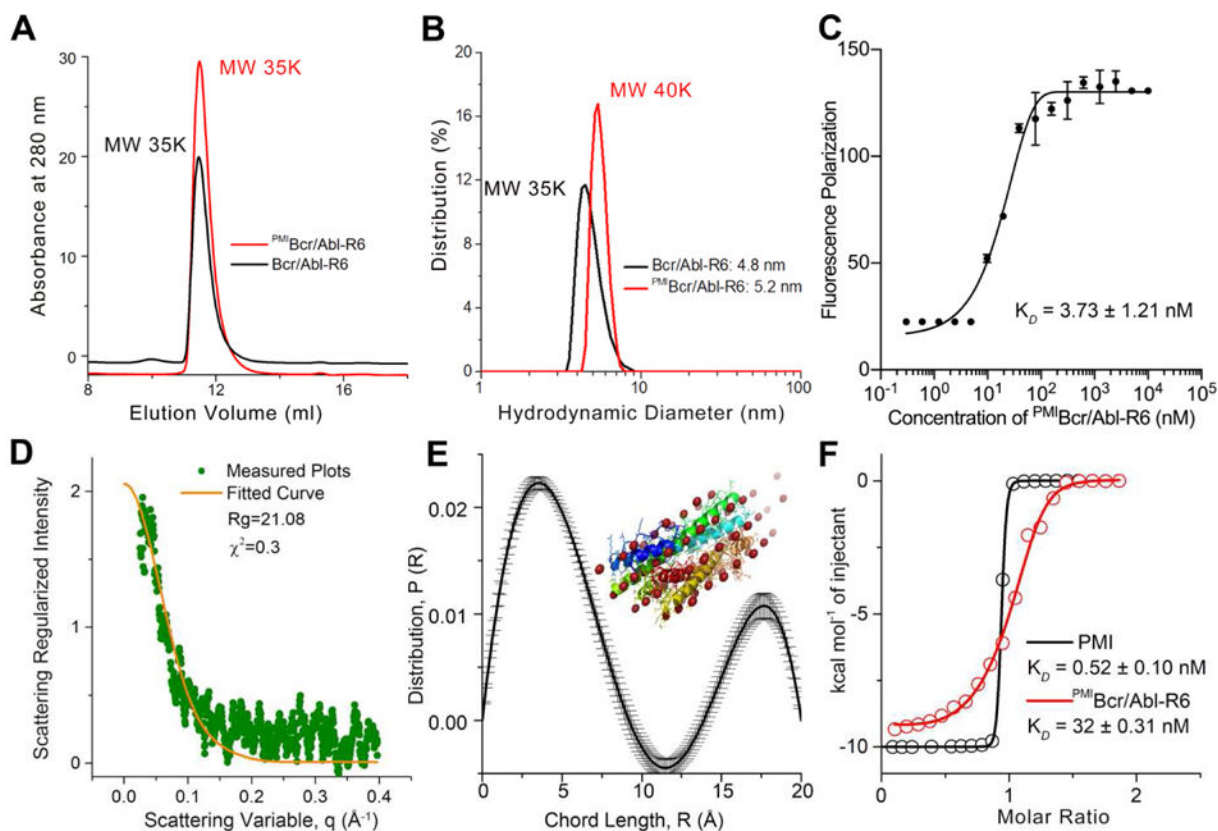 A
Absorbance at 280 nm
30
20
10
0
MW 35K
MW 35K
PMIBcr/Abl-R6
Bcr/Abl-R6
8
12
16
Elution Volume (ml)
B
Distribution (%)
20
16
12
8
4
0
MW 40K
MW 35K
Bcr/Abl-R6: 4.8 nm
PMIBcr/Abl-R6: 5.2 nm
1
10
100
Hydrodynamic Diameter (nm)
C
Fluorescence Polarization
150
100
50
0
KD = 3.73 ± 1.21 nM
10-1 100 101 102 103 104 105
Concentration of PMIBcr/Abl-R6 (nM)
D
Scattering Regularized Intensity
2
1
0
Measured Plots
Fitted Curve
Rg=21.08
χ2=0.3
0.0 0.1 0.2 0.3 0.4
Scattering Variable, q (Å-1)
E
Distribution, P (R)
0.02
0.01
0.00
0 5 10 15 20
Chord Length, R (Å)
F
kcal mol-1 of injectant
0
-5
-10
PMI
KD = 0.52 ± 0.10 nM
PMIBcr/Abl-R6
KD = 32 ± 0.31 nM
0 1 2
Molar Ratio